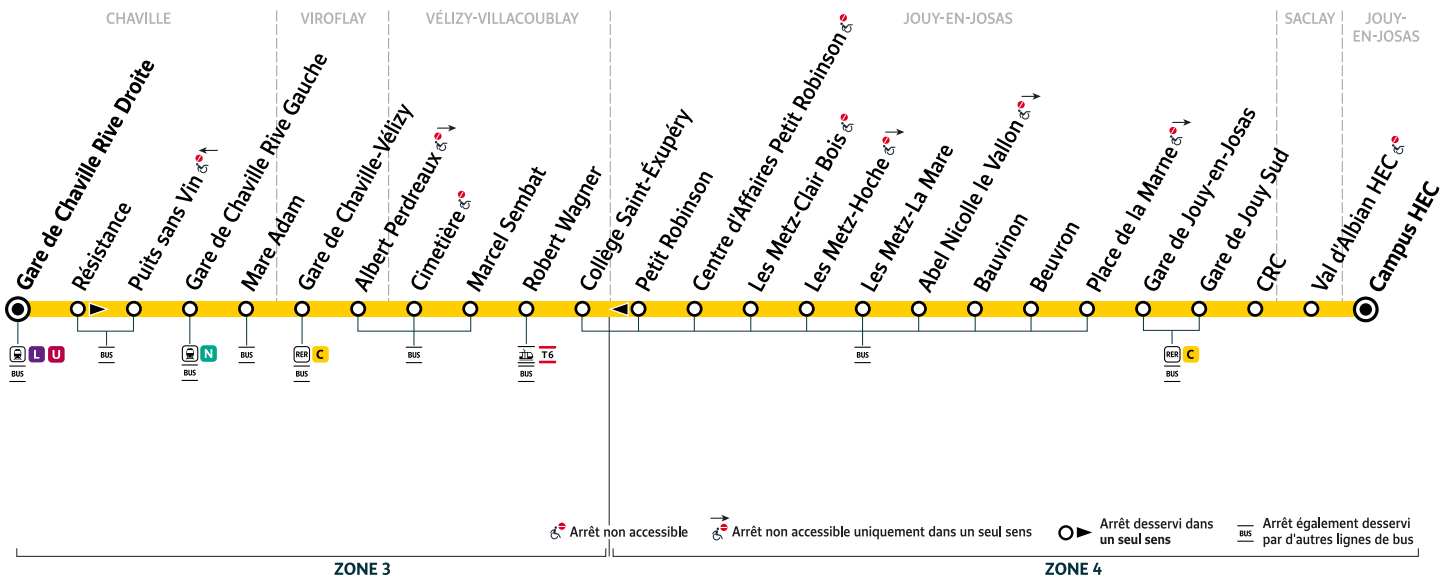 CHAVILLE
VIROFLAY
VÉLIZY-VILLACOUBLAY
JOUY-EN-JOSAS
SACLAY
JOUY-
EN-JOSAS
Gare de Chaville Rive Droite
Résistance
Puits sans Vin
Gare de Chaville Rive Gauche
Mare Adam
Gare de Chaville-Vélizy
Albert Perdreaux
Cimetière
Marcel Sembat
Robert Wagner
Collège Saint-Éxupéry
Petit Robinson
Centre d'Affaires Petit Robinson
Les Metz-Clair Bois
Les Metz-Hoche
Les Metz-La Mare
Abel Nicolle le Vallon
Bauvinon
Beuvron
Place de la Marne
Gare de Jouy-en-Josas
Gare de Jouy Sud
CRC
Val d'Albian HEC
Campus HEC
L U
BUS
BUS
N
BUS
BUS
RER C
BUS
BUS
T6
BUS
BUS
RER C
BUS
Arrêt non accessible
Arrêt non accessible uniquement dans un seul sens
Arrêt desservi dans
un seul sens
BUS
Arrêt également desservi
par d'autres lignes de bus
ZONE 3
ZONE 4